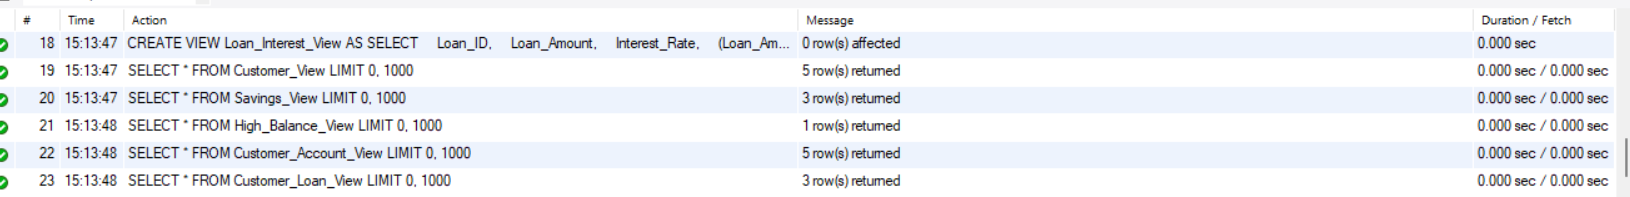 # Time Action Message Duration / Fetch
18 15:13:47 CREATE VIEW Loan_Interest_View AS SELECT Loan_ID, Loan_Amount, Interest_Rate, (Loan_Am... 0 row(s) affected 0.000 sec
19 15:13:47 SELECT * FROM Customer_View LIMIT 0, 1000 5 row(s) returned 0.000 sec / 0.000 sec
20 15:13:47 SELECT * FROM Savings_View LIMIT 0, 1000 3 row(s) returned 0.000 sec / 0.000 sec
21 15:13:48 SELECT * FROM High_Balance_View LIMIT 0, 1000 1 row(s) returned 0.000 sec / 0.000 sec
22 15:13:48 SELECT * FROM Customer_Account_View LIMIT 0, 1000 5 row(s) returned 0.000 sec / 0.000 sec
23 15:13:48 SELECT * FROM Customer_Loan_View LIMIT 0, 1000 3 row(s) returned 0.000 sec / 0.000 sec